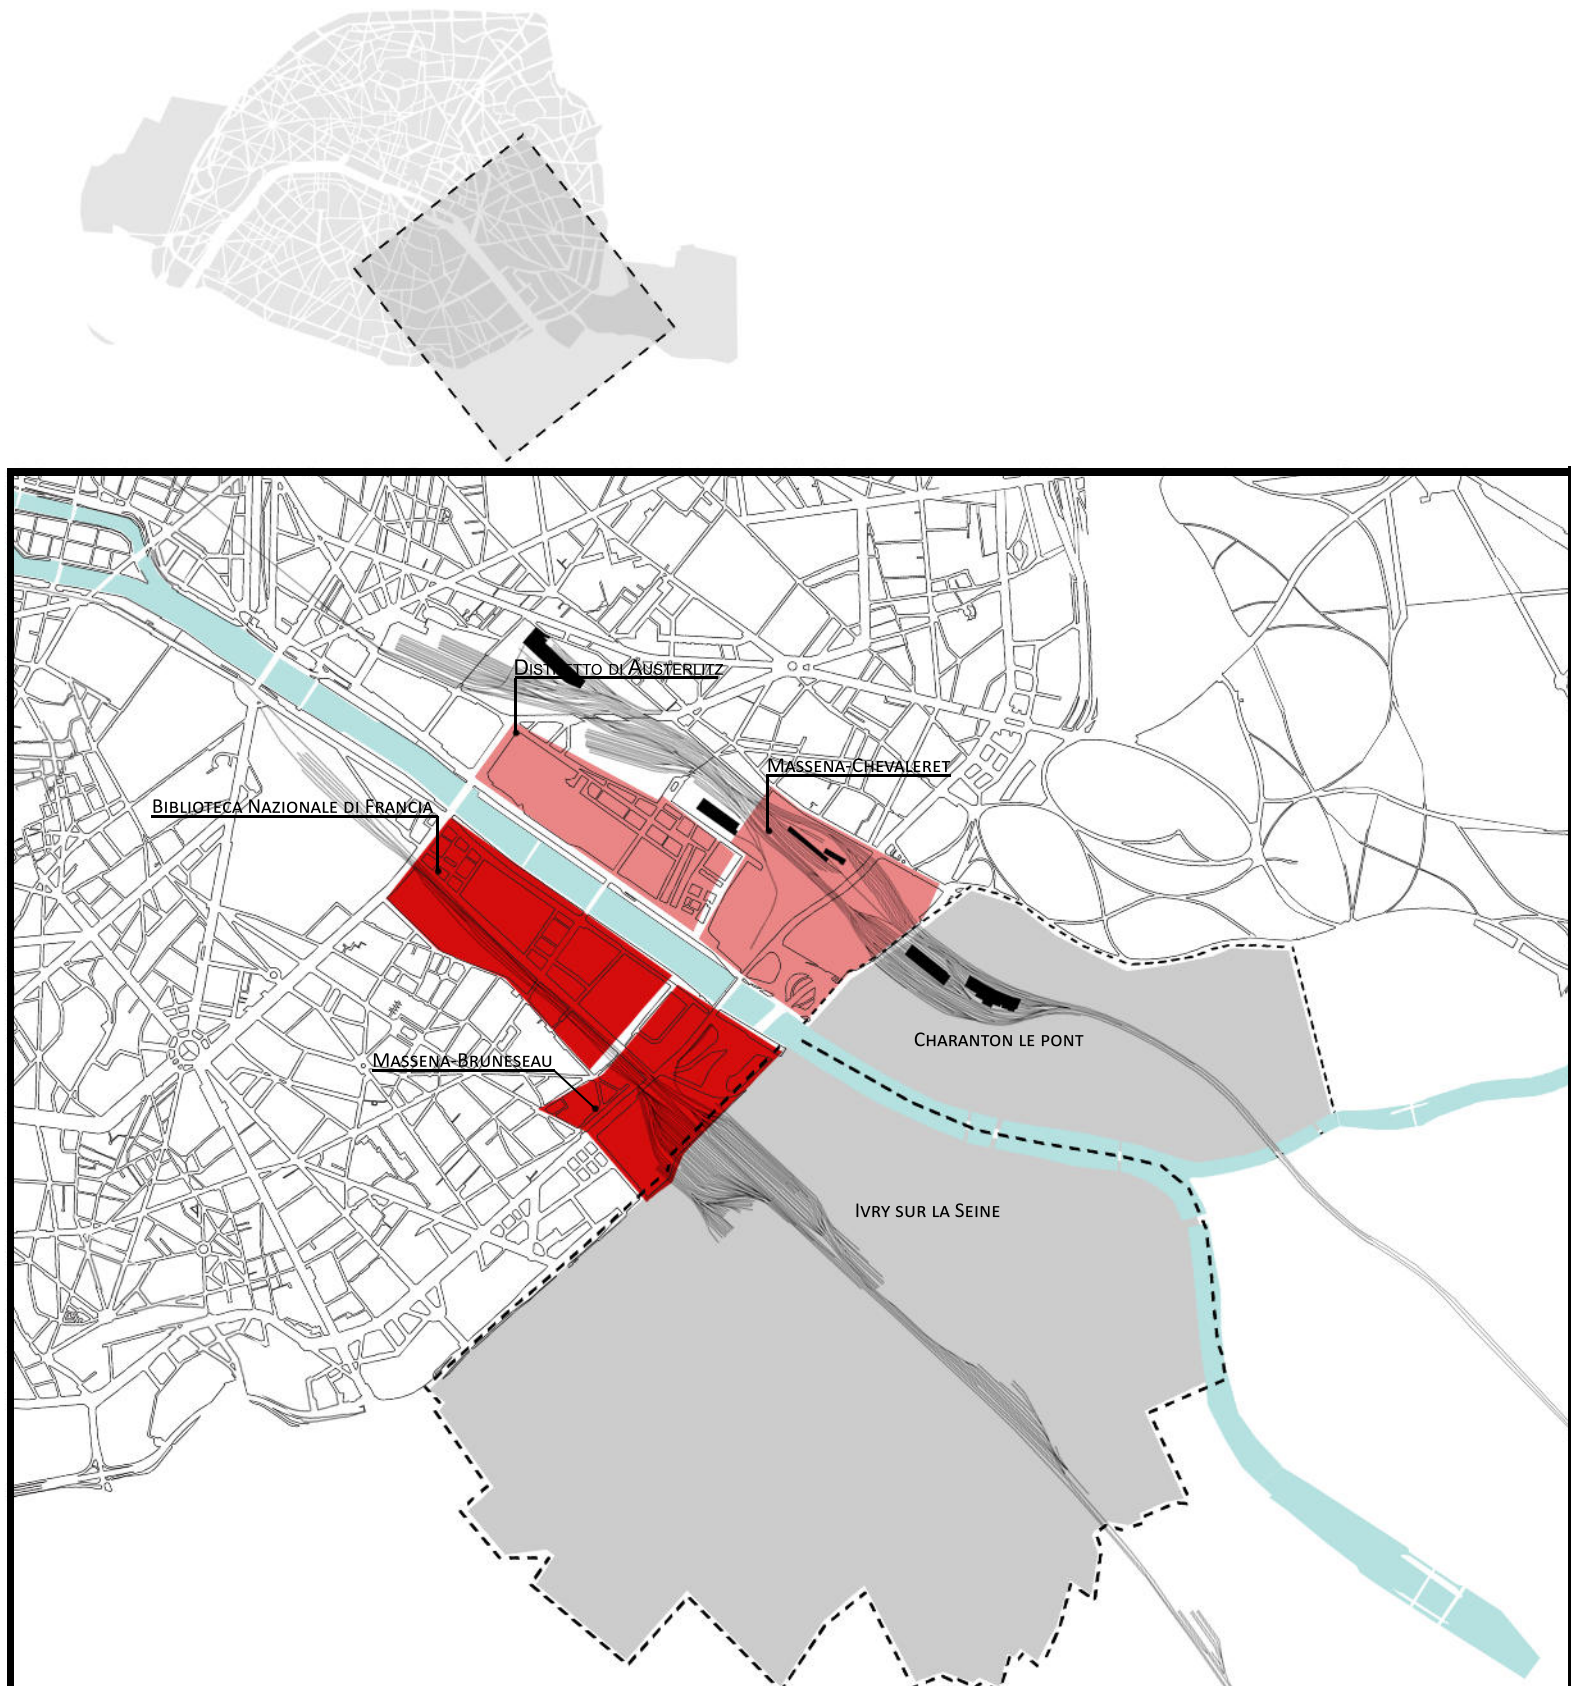 Distretto di Austerlitz
Massena-Chevaleret
Biblioteca Nazionale di Francia
Charanton le pont
Massena-Bruneseau
Ivry sur la Seine